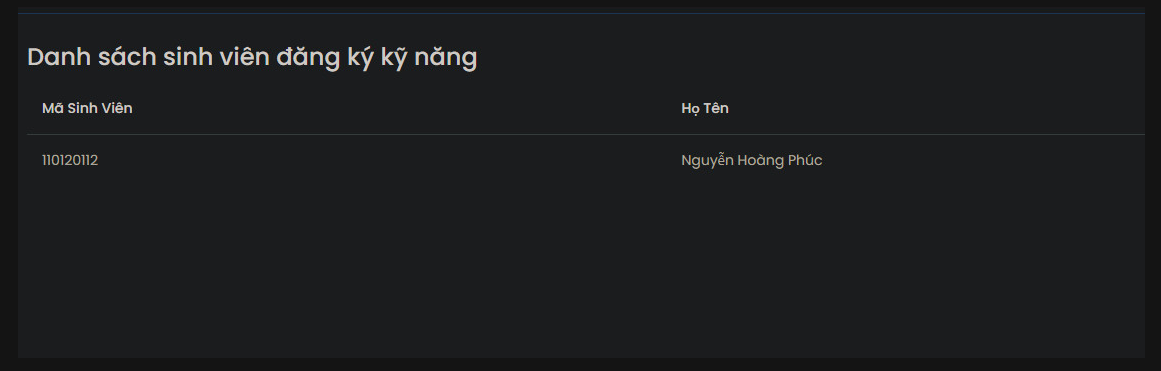 Danh sách sinh viên đăng ký kỹ năng
Mã Sinh Viên Họ Tên
110120112 Nguyễn Hoàng Phúc